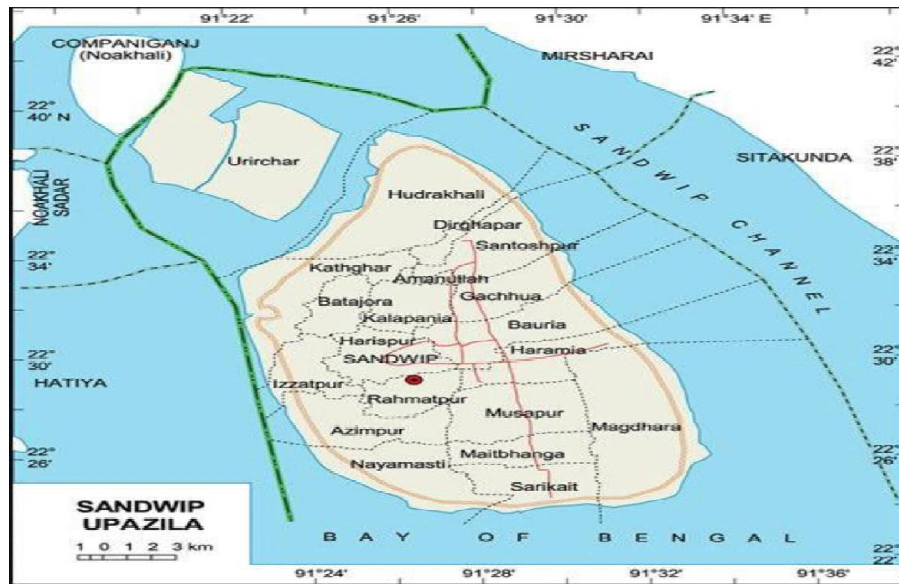 91°22'
91°26'
91°30'
91°34' E
COMPANIGANJ
(Noakhali)
MIRSHARAI
22°
42'
22°
40' N
SANDWIP CHANNEL
22°
38'
SITAKUNDA
Urirchar
NOAKHALI
SADAR
Hudrakhali
Dirghapar
Santoshpur
22°
34'
22°
34'
Kathghar
Amanullah
Gachhua
Batajora
Kalapania
Bauria
Harispur
Haramia
22°
30'
SANDWIP
22°
30'
HATIYA
Izzatpur
Rahmatpur
Musapur
Magdhara
Azimpur
22°
26'
Maitbhanga
22°
26'
Nayamasti
Sarikait
SANDWIP
UPAZILA
1 0 1 2 3 km
BAY OF BENGAL
22°
22'
91°24'
91°28'
91°32'
91°36'